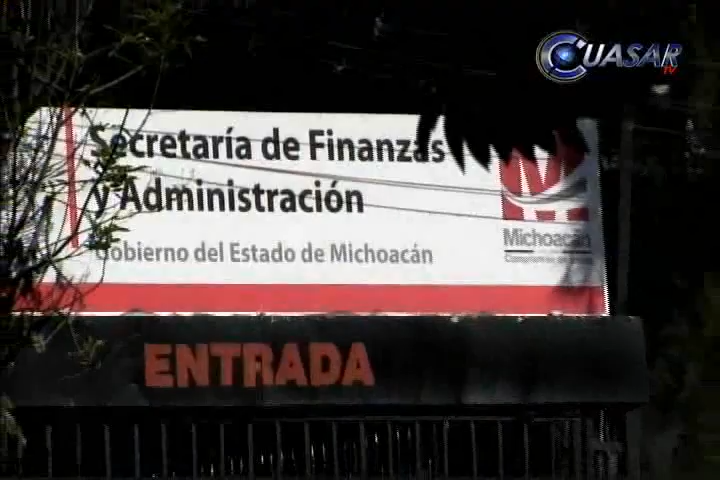 CUASAR
TV
Secretaría de Finanzas
y Administración
Gobierno del Estado de Michoacán
M
Michoacán
ENTRADA